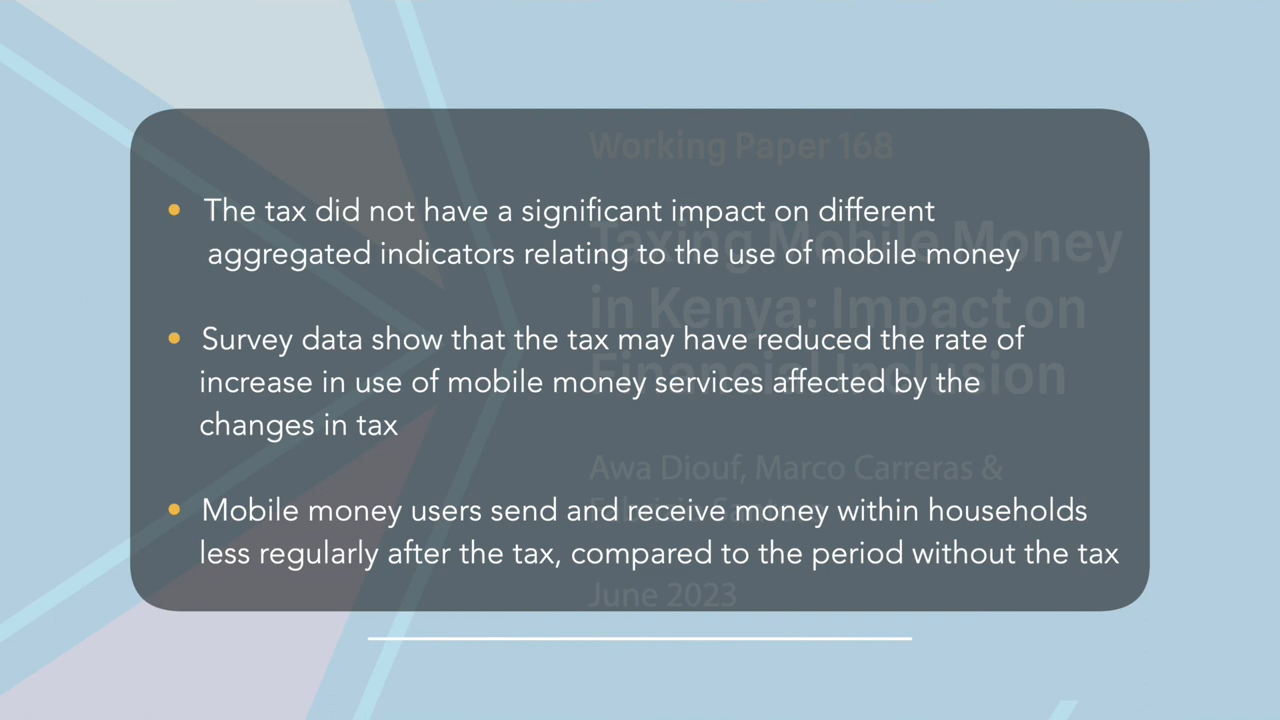 Working Paper 168
Taxing Mobile Money
in Kenya: Impact on
Financial Inclusion
Awa Diouf, Marco Carreras &
June 2023
• The tax did not have a significant impact on different
aggregated indicators relating to the use of mobile money
• Survey data show that the tax may have reduced the rate of
increase in use of mobile money services affected by the
changes in tax
• Mobile money users send and receive money within households
less regularly after the tax, compared to the period without the tax